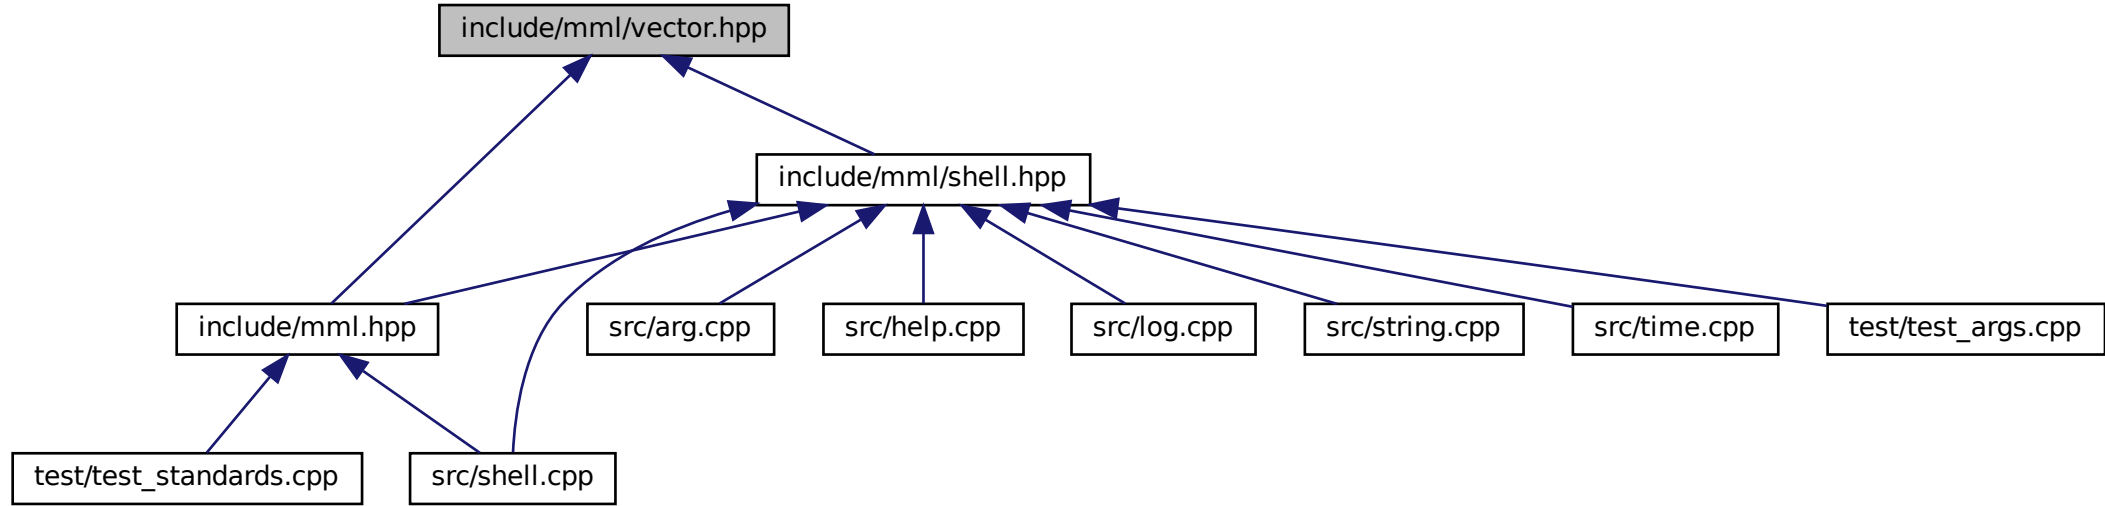 include/mml/vector.hpp
include/mml/shell.hpp
include/mml.hpp
src/arg.cpp
src/help.cpp
src/log.cpp
src/string.cpp
src/time.cpp
test/test_args.cpp
test/test_standards.cpp
src/shell.cpp